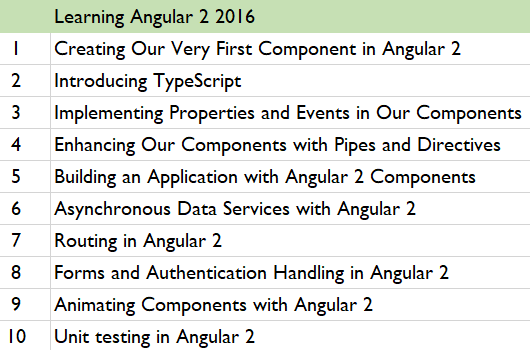 Learning Angular 2 2016
1 Creating Our Very First Component in Angular 2
2 Introducing TypeScript
3 Implementing Properties and Events in Our Components
4 Enhancing Our Components with Pipes and Directives
5 Building an Application with Angular 2 Components
6 Asynchronous Data Services with Angular 2
7 Routing in Angular 2
8 Forms and Authentication Handling in Angular 2
9 Animating Components with Angular 2
10 Unit testing in Angular 2